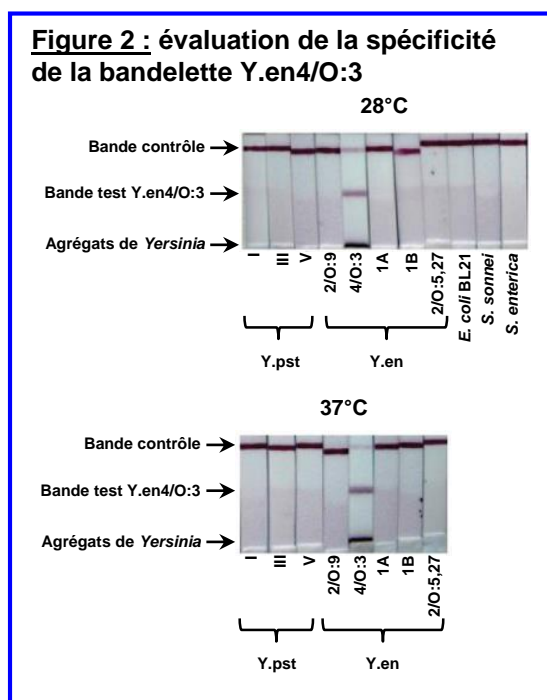 Figure 2 : évaluation de la spécificité
de la bandelette Y.en4/O:3
28°C
Bande contrôle
Bande test Y.en4/O:3
Agrégats de Yersinia
I
III
V
2/O:9
4/O:3
1A
1B
2/O:5,27
E. coli BL21
S. sonnei
S. enterica
Y.pst
Y.en
37°C
Bande contrôle
Bande test Y.en4/O:3
Agrégats de Yersinia
I
III
V
2/O:9
4/O:3
1A
1B
2/O:5,27
Y.pst
Y.en